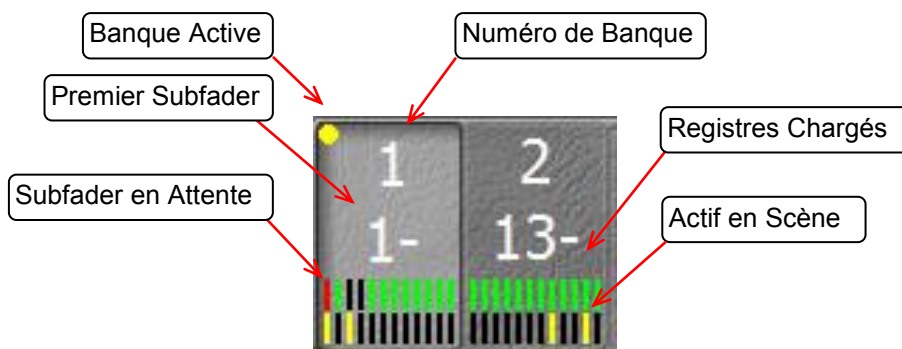 Banque Active
Numéro de Banque
Premier Subfader
Registres Chargés
Subfader en Attente
Actif en Scène
1
2
1-
13-